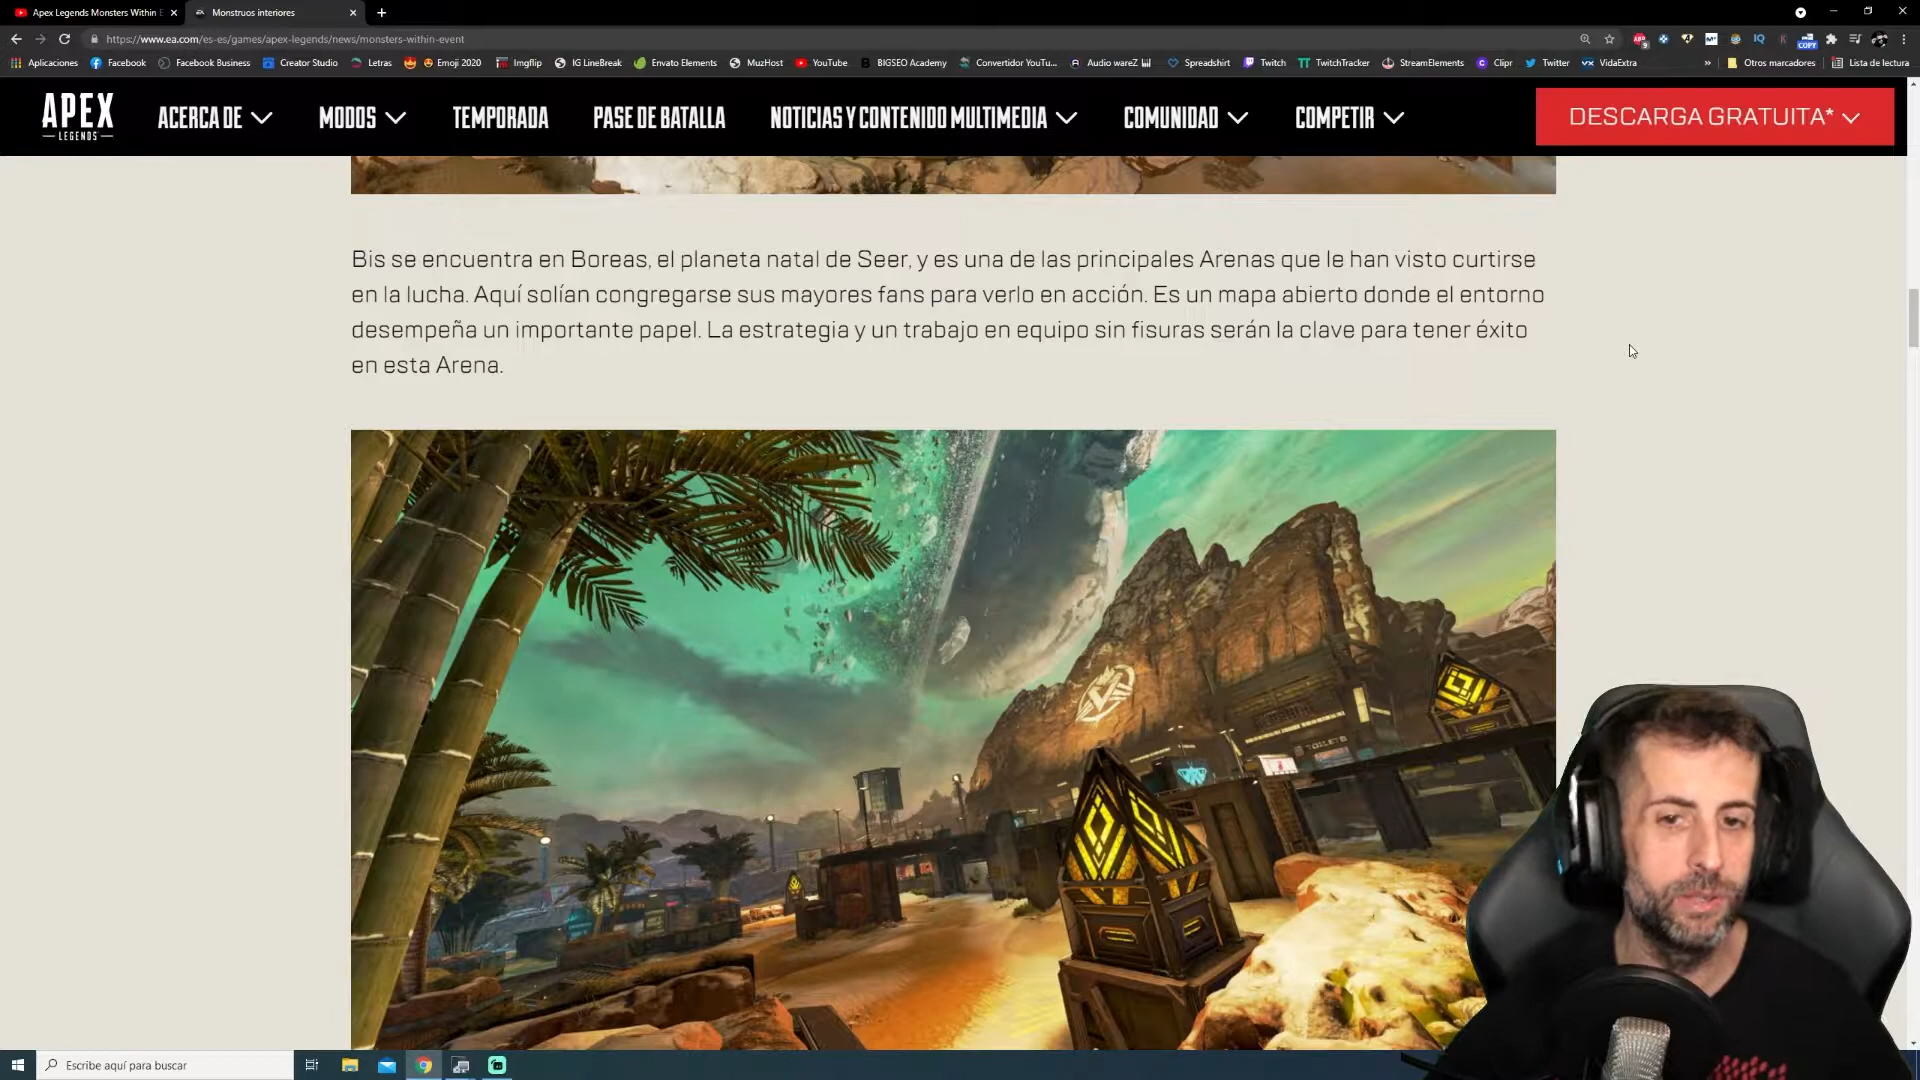 Apex Legends Monsters Within E
Monstruos interiores
https://www.ea.com/es-es/games/apex-legends/news/monsters-within-event
COPY
Aplicaciones
Facebook
Facebook Business
Creator Studio
Letras
Emoji 2020
Imgflip
IG LineBreak
Envato Elements
MuzHost
YouTube
BIGSEO Academy
Convertidor YouTu...
Audio wareZ
Spreadshirt
Twitch
TwitchTracker
StreamElements
Clipr
Twitter
VidaExtra
»
Otros marcadores
Lista de lectura
APEX
LEGENDS
ACERCA DE
MODOS
TEMPORADA
PASE DE BATALLA
NOTICIAS Y CONTENIDO MULTIMEDIA
COMUNIDAD
COMPETIR
DESCARGA GRATUITA*
Bis se encuentra en Boreas, el planeta natal de Seer, y es una de las principales Arenas que le han visto curtirse
en la lucha. Aquí solían congregarse sus mayores fans para verlo en acción. Es un mapa abierto donde el entorno
desempeña un importante papel. La estrategia y un trabajo en equipo sin fisuras serán la clave para tener éxito
en esta Arena.
TOILETS
Escribe aquí para buscar